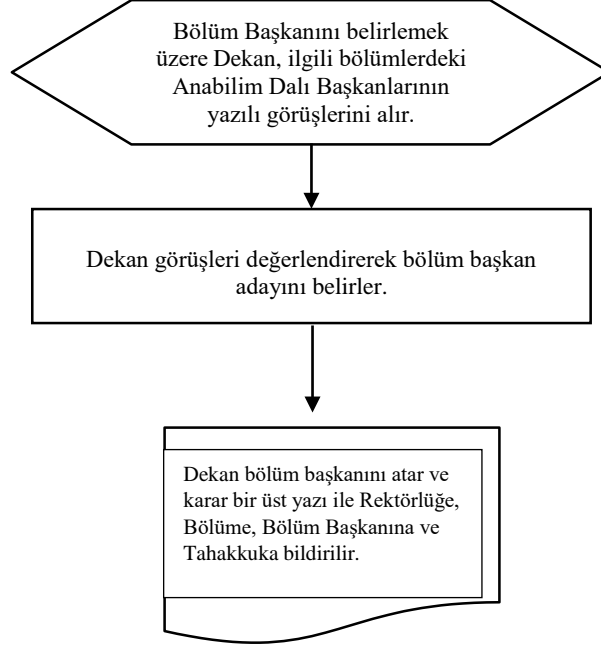 Bölüm Başkanını belirlemek
üzere Dekan, ilgili bölümlerdeki
Anabilim Dalı Başkanlarının
yazılı görüşlerini alır.
Dekan görüşleri değerlendirerek bölüm başkan
adayını belirler.
Dekan bölüm başkanını atar ve
karar bir üst yazı ile Rektörlüğe,
Bölüme, Bölüm Başkanına ve
Tahakkuka bildirilir.